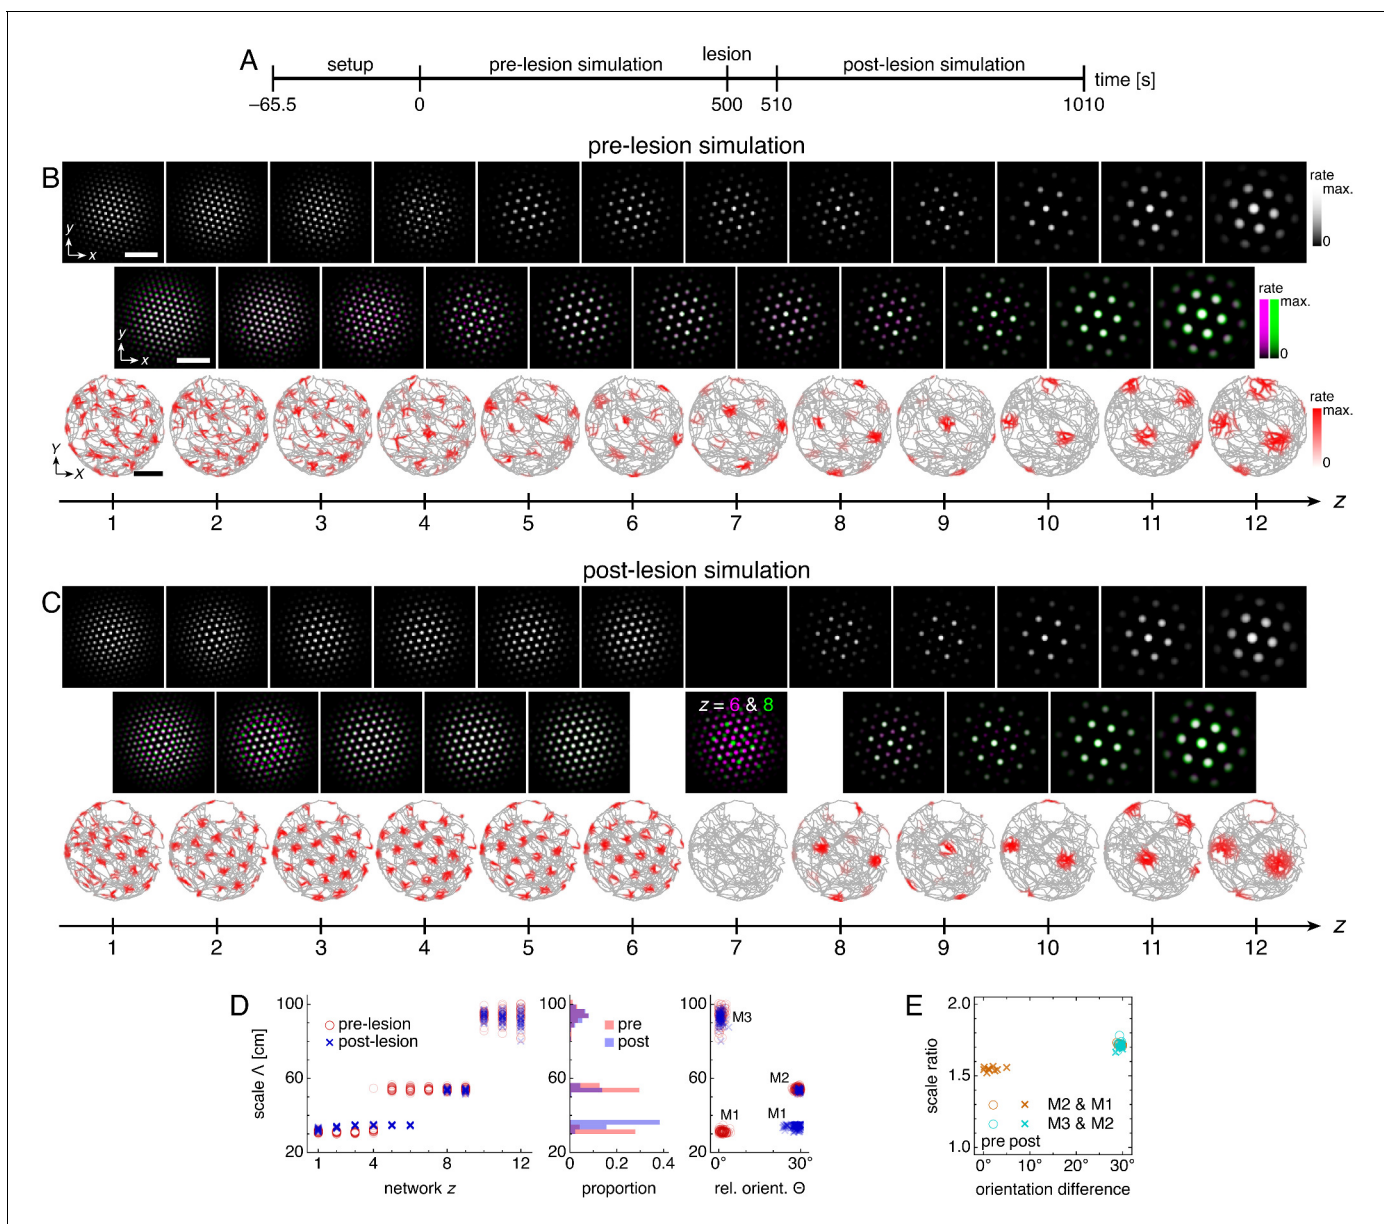 A
setup
pre-lesion simulation
lesion
post-lesion simulation
time [s]
−65.5
0
500
510
1010
pre-lesion simulation
B
y
x
rate
max.
0
y
x
rate
max.
0
Y
X
rate
max.
0
1 2 3 4 5 6 7 8 9 10 11 12 z
post-lesion simulation
C
z = 6 & 8
1 2 3 4 5 6 7 8 9 10 11 12 z
D
scale Λ [cm]
100
60
20
pre-lesion
post-lesion
1 4 8 12
network z
100
60
20
pre
post
0 0.2 0.4
proportion
100
60
20
M3
M2
M1
M1
0° 30°
rel. orient. Θ
E
scale ratio
2.0
1.5
1.0
M2 & M1
M3 & M2
pre post
0° 10° 20° 30°
orientation difference